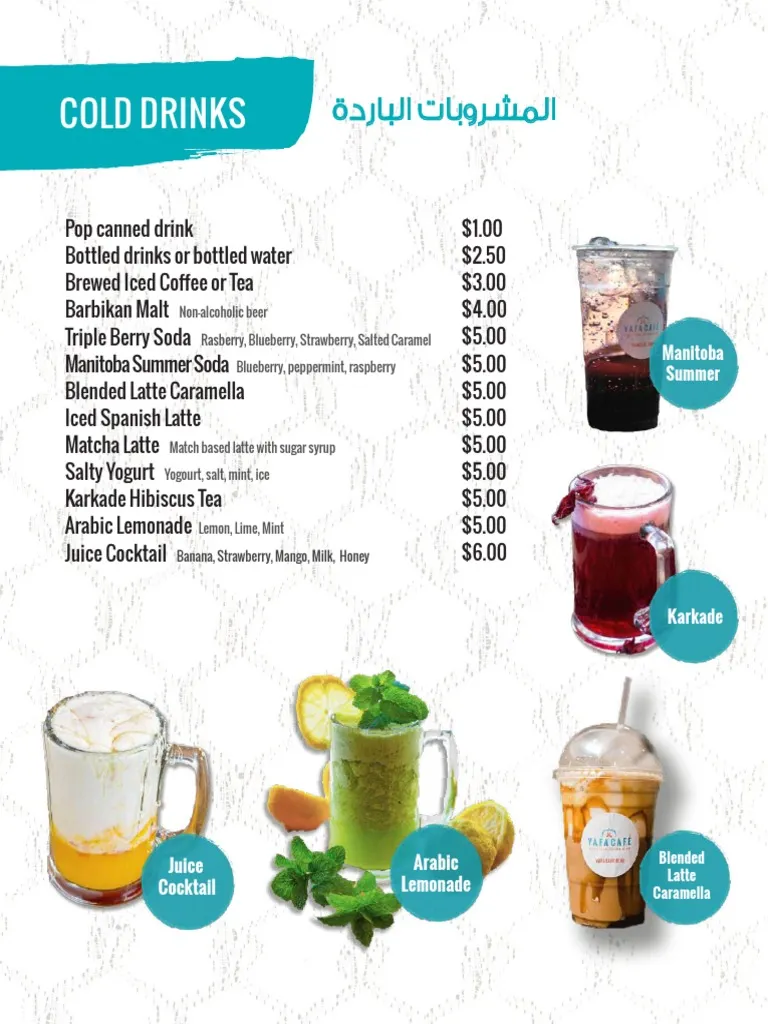 COLD DRINKS
المشروبات الباردة
Pop canned drink $1.00
Bottled drinks or bottled water $2.50
Brewed Iced Coffee or Tea $3.00
Barbikan Malt Non-alcoholic beer $4.00
Triple Berry Soda Rasberry, Blueberry, Strawberry, Salted Caramel $5.00
Manitoba Summer Soda Blueberry, peppermint, raspberry $5.00
Blended Latte Caramella $5.00
Iced Spanish Latte $5.00
Matcha Latte Match based latte with sugar syrup $5.00
Salty Yogurt Yogourt, salt, mint, ice $5.00
Karkade Hibiscus Tea $5.00
Arabic Lemonade Lemon, Lime, Mint $5.00
Juice Cocktail Banana, Strawberry, Mango, Milk, Honey $6.00
YAFA CAFÉ
Manitoba
Summer
Karkade
Juice
Cocktail
Arabic
Lemonade
YAFA CAFÉ
Blended
Latte
Caramella